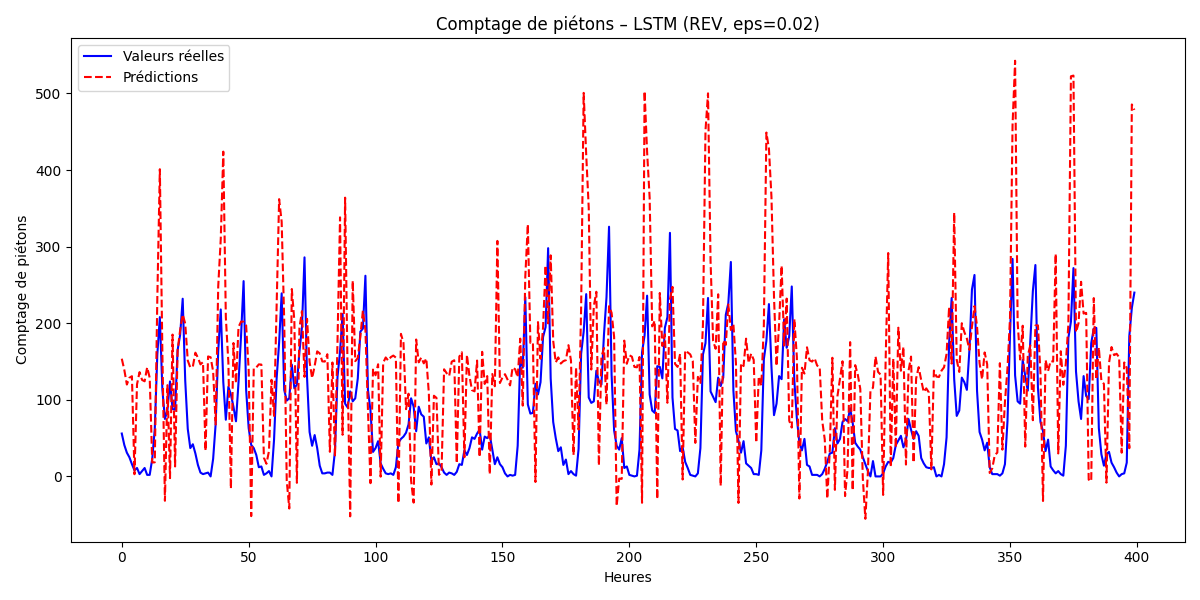 Comptage de piétons – LSTM (REV, eps=0.02)
Valeurs réelles
Prédictions
Comptage de piétons
500
400
300
200
100
0
0 50 100 150 200 250 300 350 400
Heures